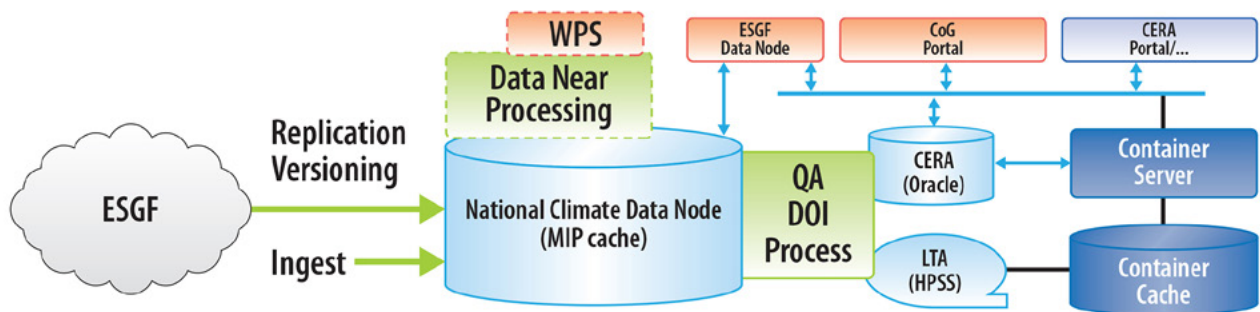 WPS
Data Near
Processing
ESGF
Data Node
CoG
Portal
CERA
Portal/...
Replication
Versioning
ESGF
Ingest
National Climate Data Node
(MIP cache)
QA
DOI
Process
CERA
(Oracle)
Container
Server
LTA
(HPSS)
Container
Cache